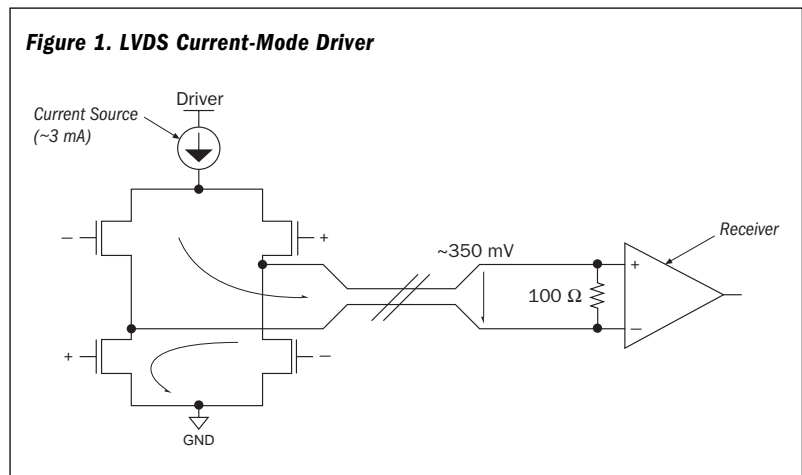 Figure 1. LVDS Current-Mode Driver
Driver
Current Source
(~3 mA)
–
+
~350 mV
Receiver
+
100 Ω
–
+
–
GND